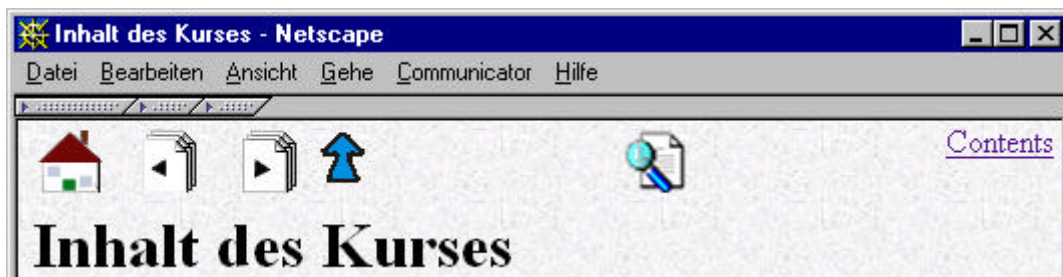 Inhalt des Kurses - Netscape
Datei Bearbeiten Ansicht Gehe Communicator Hilfe
Contents
Inhalt des Kurses